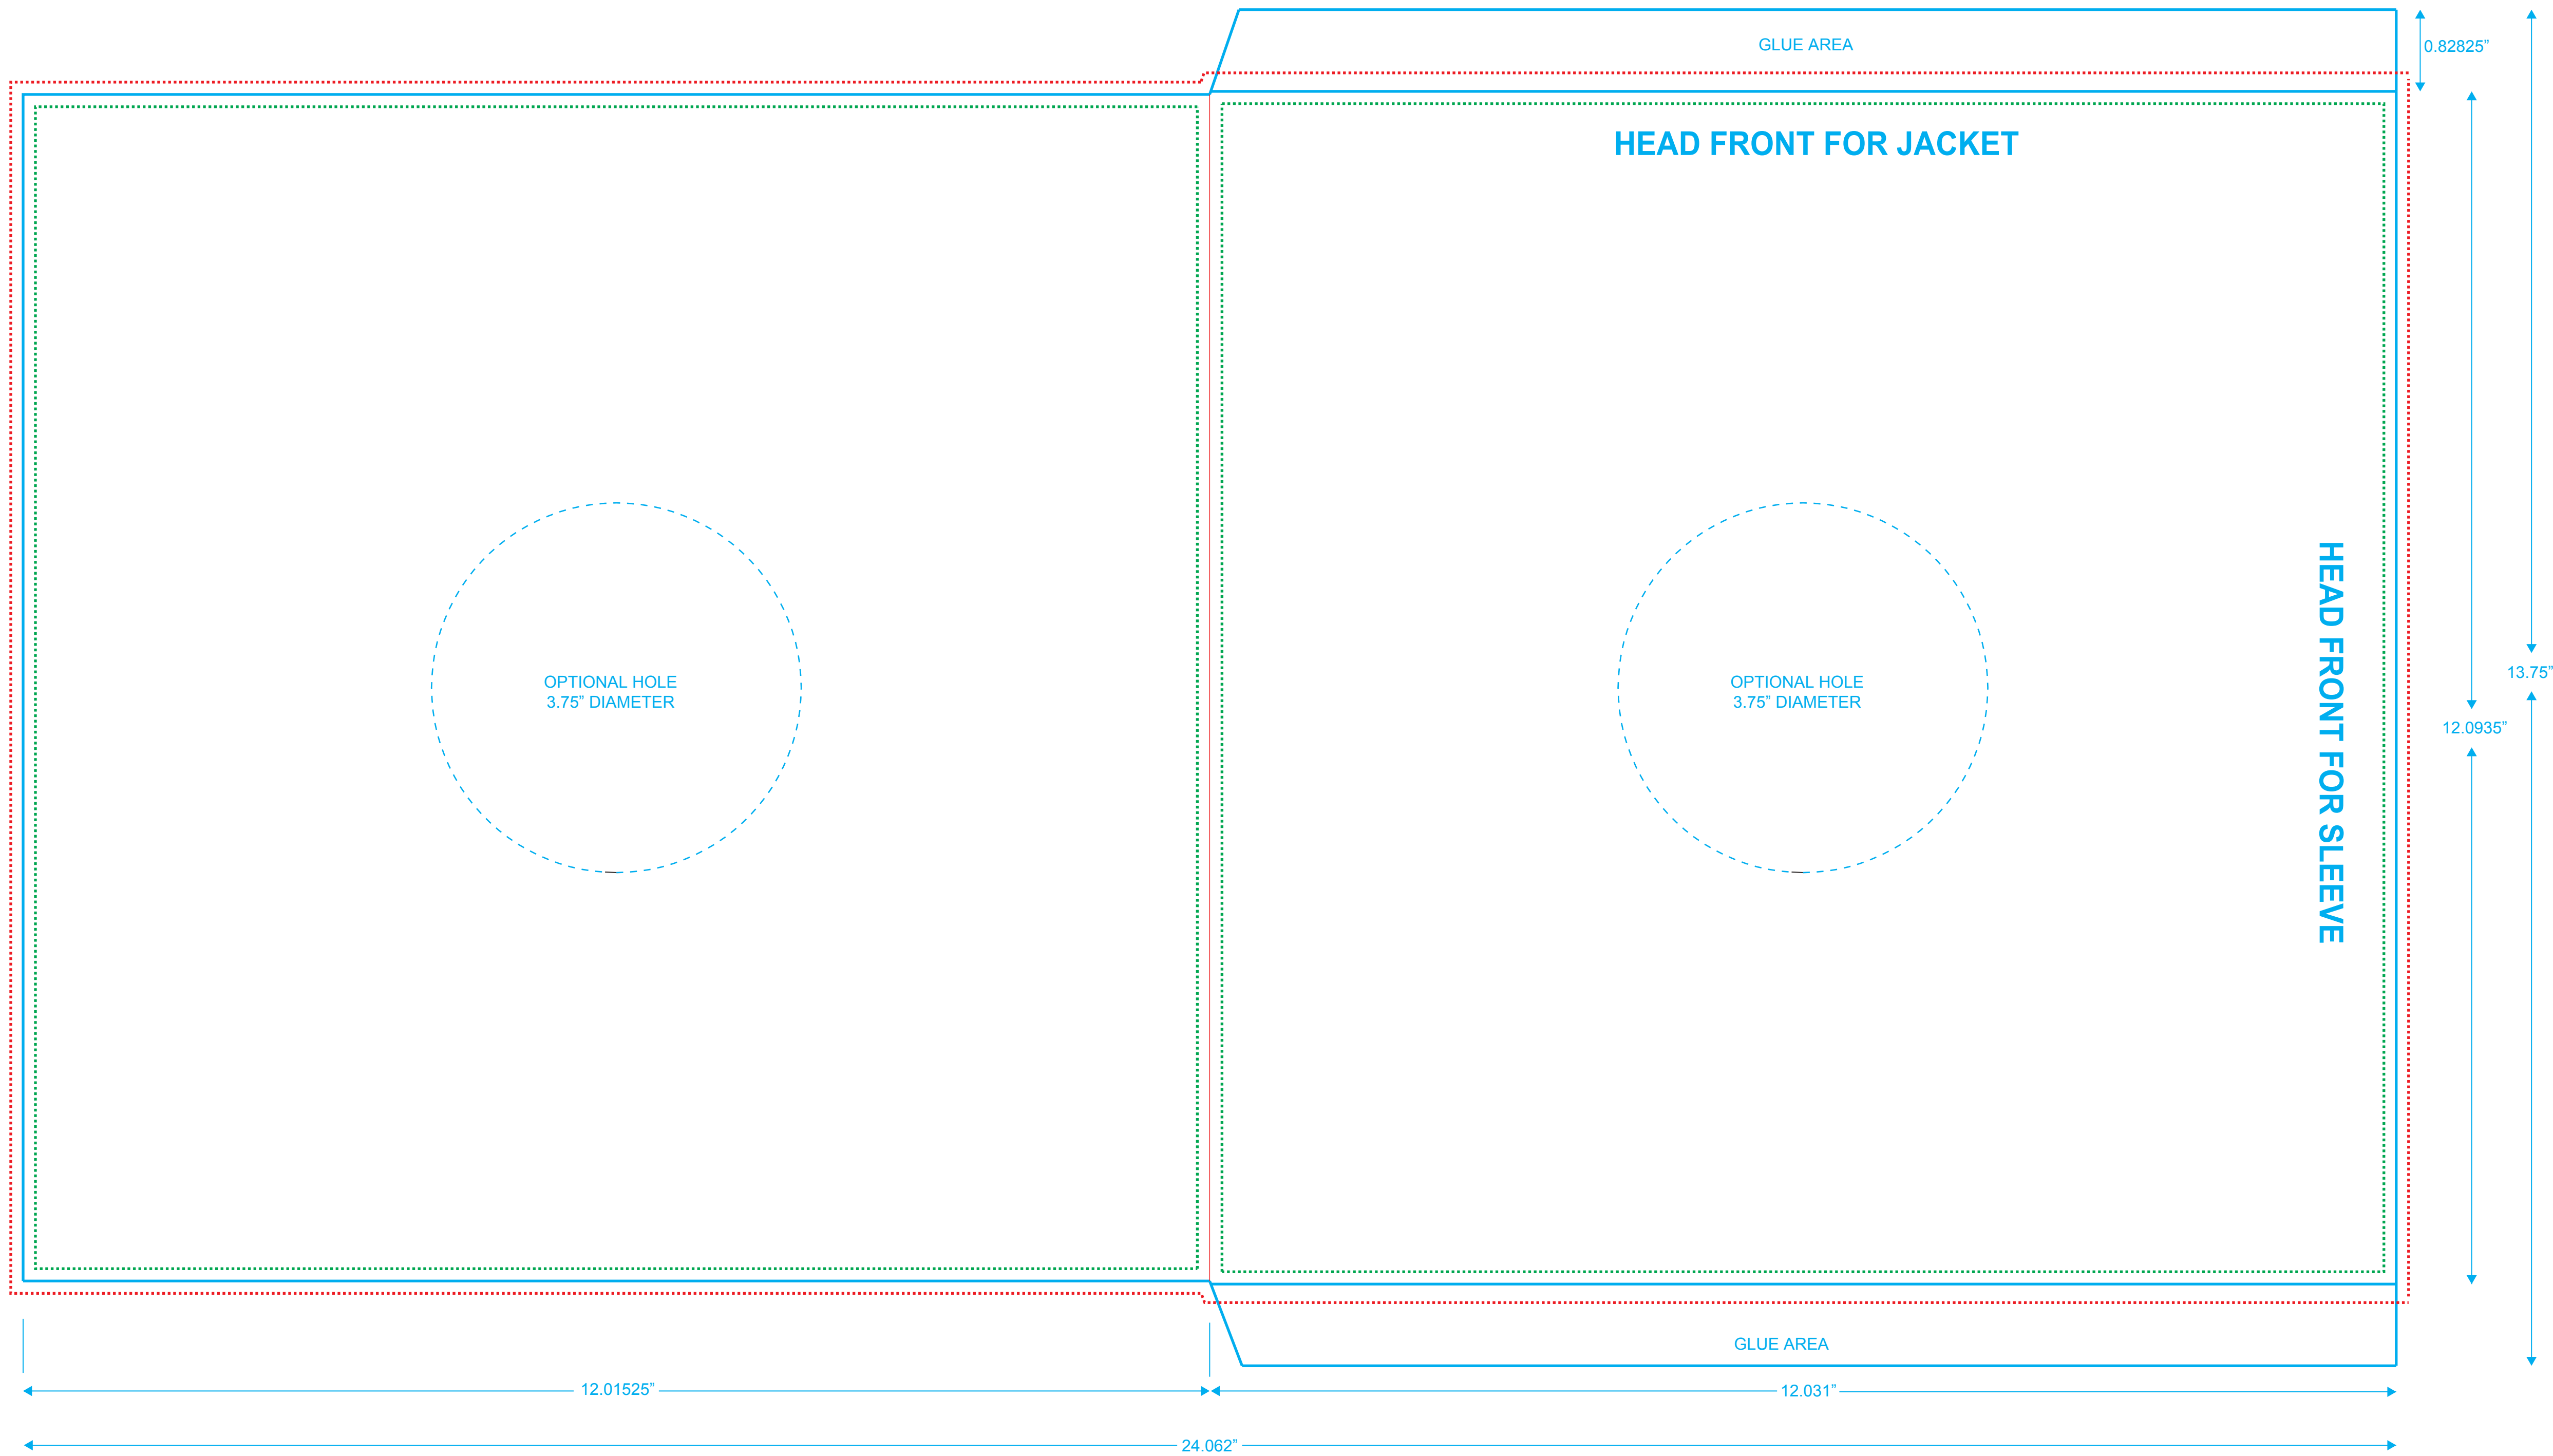 GLUE AREA
0.82825”
HEAD FRONT FOR JACKET
HEAD FRONT FOR SLEEVE
OPTIONAL HOLE
3.75” DIAMETER
OPTIONAL HOLE
3.75” DIAMETER
13.75”
12.0935”
GLUE AREA
12.01525”
12.031”
24.062”